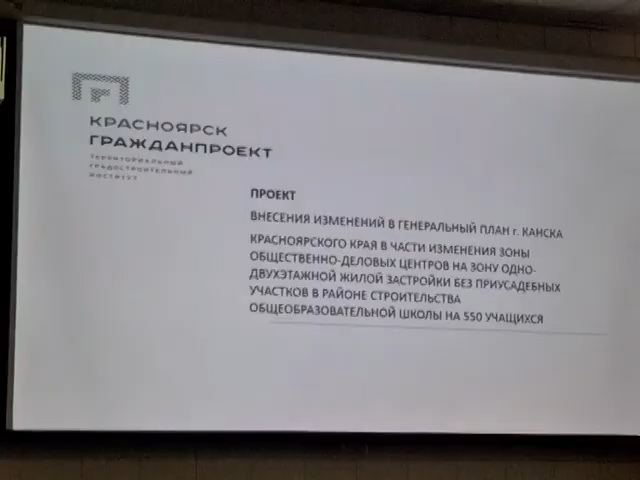 КРАСНОЯРСК
ГРАЖДАНПРОЕКТ
ТЕРРИТОРИАЛЬНЫЙ
ГРАДОСТРОИТЕЛЬНЫЙ
ИНСТИТУТ
ПРОЕКТ
ВНЕСЕНИЯ ИЗМЕНЕНИЙ В ГЕНЕРАЛЬНЫЙ ПЛАН г. КАНСКА
КРАСНОЯРСКОГО КРАЯ В ЧАСТИ ИЗМЕНЕНИЯ ЗОНЫ
ОБЩЕСТВЕННО-ДЕЛОВЫХ ЦЕНТРОВ НА ЗОНУ ОДНО-
ДВУХЭТАЖНОЙ ЖИЛОЙ ЗАСТРОЙКИ БЕЗ ПРИУСАДЕБНЫХ
УЧАСТКОВ В РАЙОНЕ СТРОИТЕЛЬСТВА
ОБЩЕОБРАЗОВАТЕЛЬНОЙ ШКОЛЫ НА 550 УЧАЩИХСЯ